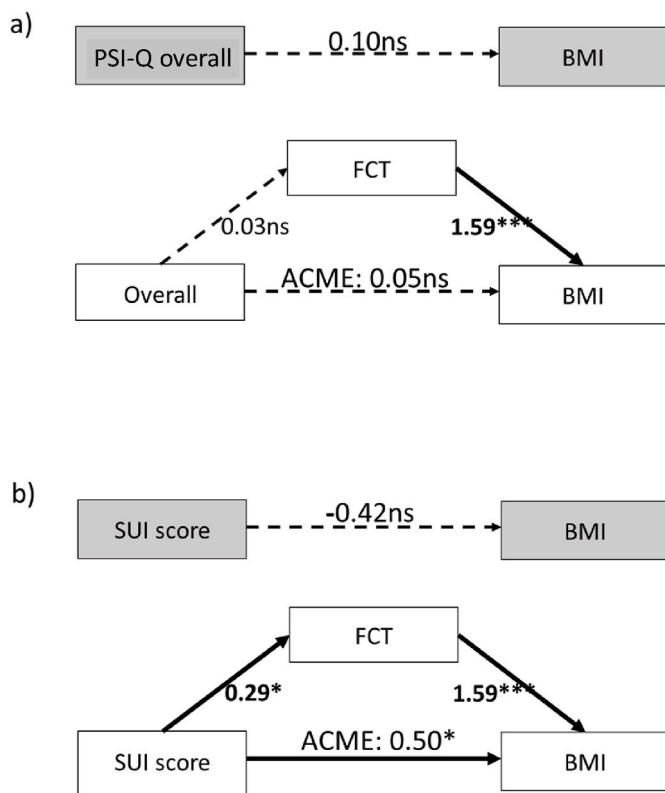 a)
PSI-Q overall
0.10ns
BMI
FCT
0.03ns
1.59***
Overall
ACME: 0.05ns
BMI
b)
SUI score
-0.42ns
BMI
FCT
0.29*
1.59***
SUI score
ACME: 0.50*
BMI